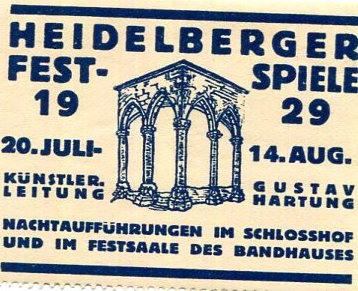 HEIDELBERGER
FEST- SPIELE
19 29
20. JULI- 14. AUG.
KÜNSTLER. GUSTAV
LEITUNG HARTUNG
NACHTAUFFÜHRUNGEN IM SCHLOSSHOF
UND IM FESTSAALE DES BANDHAUSES